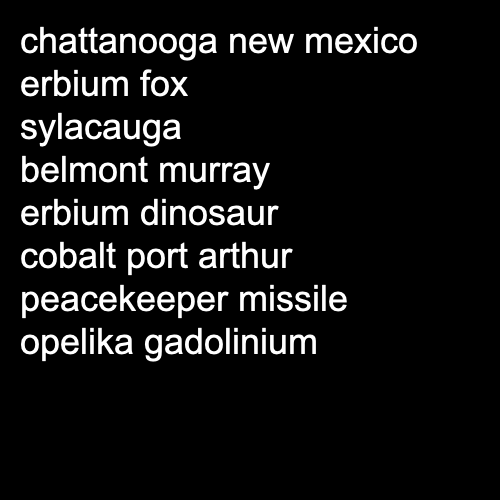 chattanooga new mexico
erbium fox
sylacauga
belmont murray
erbium dinosaur
cobalt port arthur
peacekeeper missile
opelika gadolinium